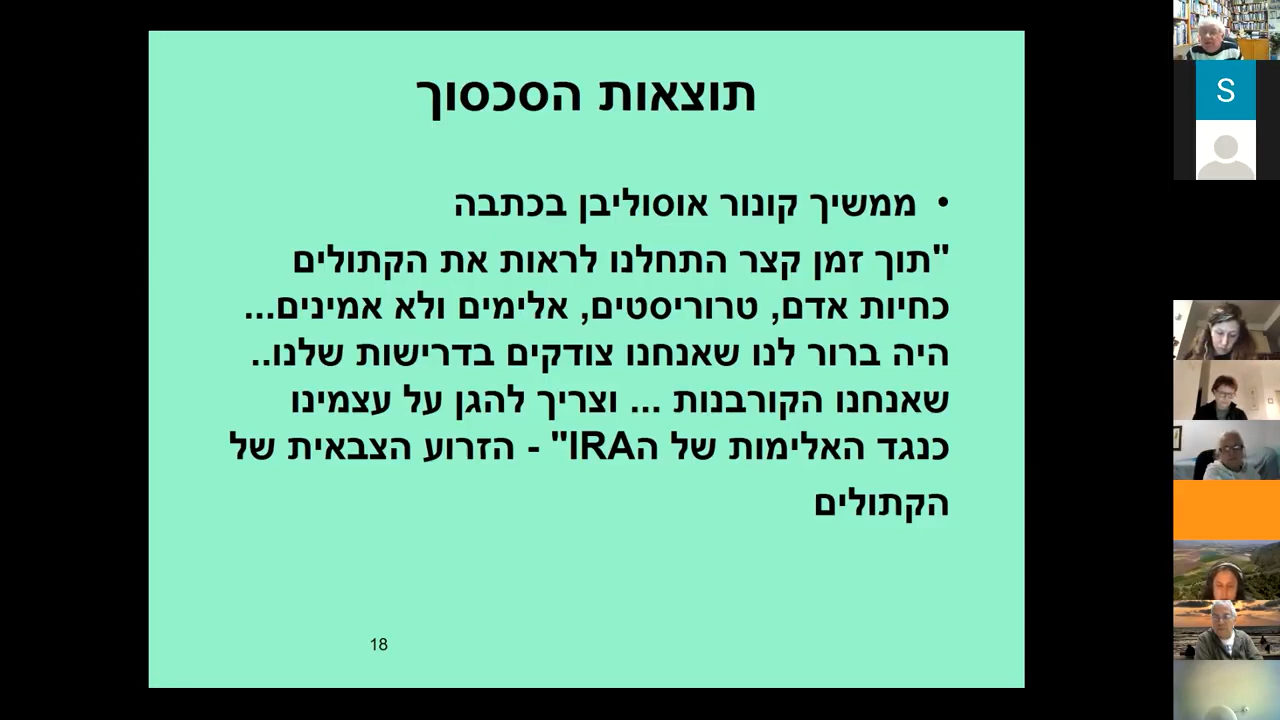 תוצאות הסכסוך
• ממשיך קונור אוסוליבן בכתבה
"תוך זמן קצר התחלנו לראות את הקתולים
כחיות אדם, טרוריסטים, אלימים ולא אמינים...
היה ברור לנו שאנחנו צודקים בדרישות שלנו..
שאנחנו הקורבנות ... וצריך להגן על עצמינו
כנגד האלימות של הIRA" - הזרוע הצבאית של
הקתולים
18
S